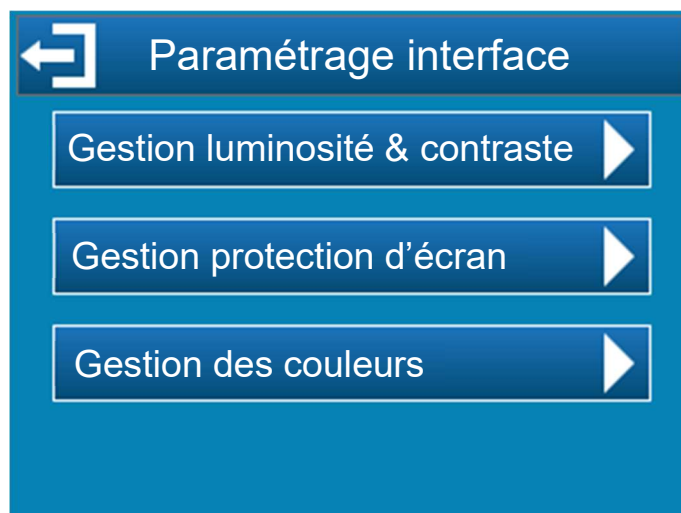 Paramétrage interface
Gestion luminosité & contraste
Gestion protection d’écran
Gestion des couleurs